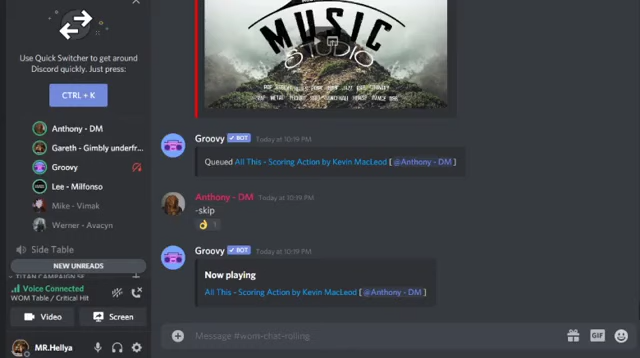 Use Quick Switcher to get around
Discord quickly. Just press:
CTRL + K
Anthony - DM
Gareth - Gimbly underfr...
Groovy
Lee - Milfonso
Mike - Vimak
Werner - Avacyn
Side Table
NEW UNREADS
Voice Connected
WOM Table / Critical Hit
Video
Screen
MR.Hellya
MUSIC
STUDIO
Groovy ✓ BOT Today at 10:19 PM
Queued All This - Scoring Action by Kevin MacLeod [ @Anthony - DM ]
Anthony - DM Today at 10:19 PM
-skip
👌 1
Groovy ✓ BOT Today at 10:19 PM
Now playing
All This - Scoring Action by Kevin MacLeod [ @Anthony - DM ]
Message #wom-chat-rolling
GIF